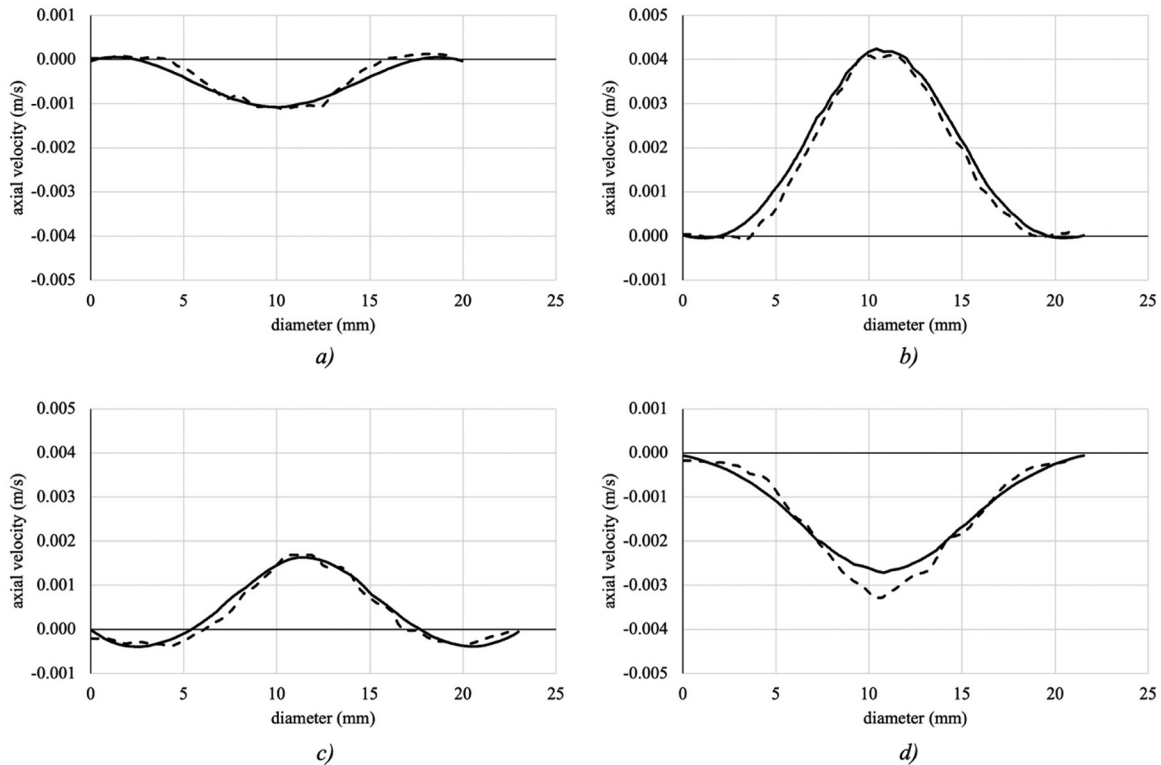 0.001
0.000
-0.001
-0.002
-0.003
-0.004
-0.005
axial velocity (m/s)
0 5 10 15 20 25
diameter (mm)
a)
0.005
0.004
0.003
0.002
0.001
0.000
-0.001
axial velocity (m/s)
0 5 10 15 20 25
diameter (mm)
b)
0.005
0.004
0.003
0.002
0.001
0.000
-0.001
axial velocity (m/s)
0 5 10 15 20 25
diameter (mm)
c)
0.001
0.000
-0.001
-0.002
-0.003
-0.004
-0.005
axial velocity (m/s)
0 5 10 15 20 25
diameter (mm)
d)